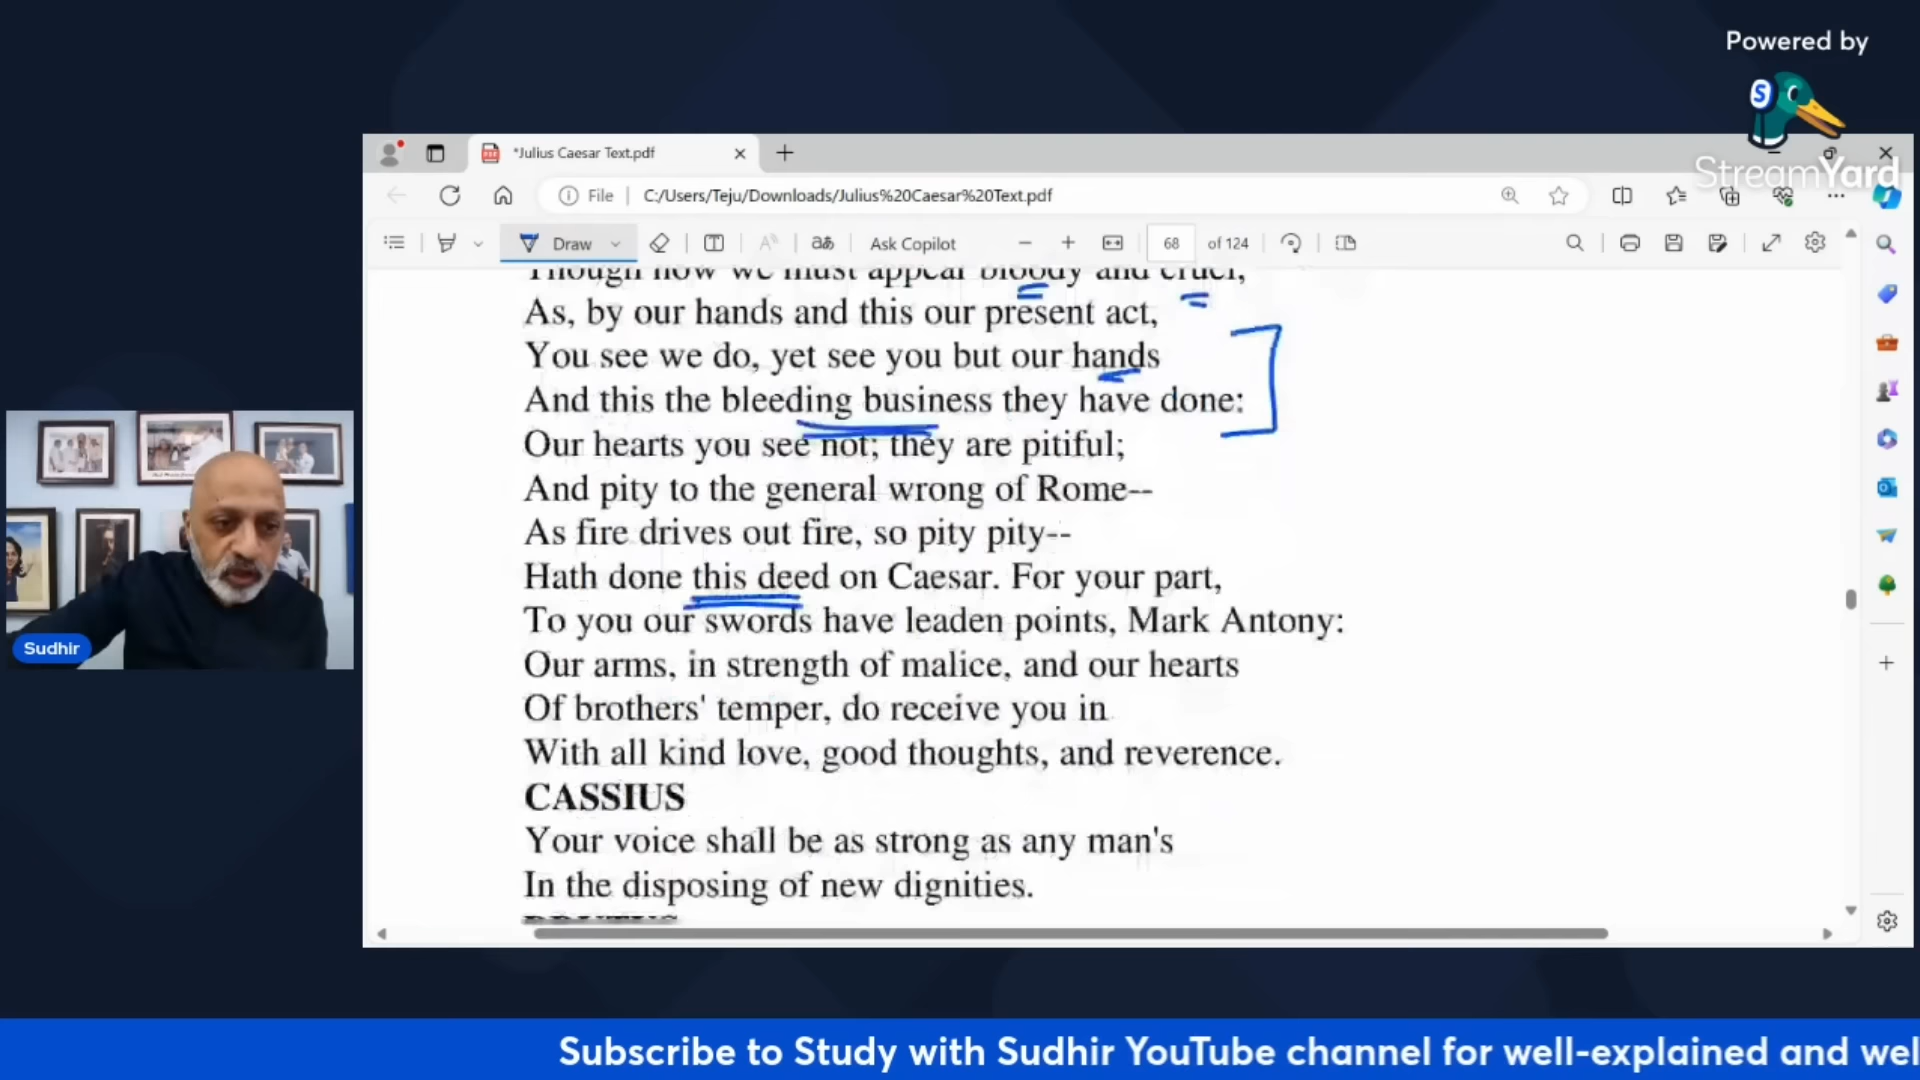 Powered by
StreamYard
*Julius Caesar Text.pdf
File
C:/Users/Teju/Downloads/Julius%20Caesar%20Text.pdf
Draw
aあ
Ask Copilot
68
of 124
Though now we must appear bloody and cruel,
As, by our hands and this our present act,
You see we do, yet see you but our hands
And this the bleeding business they have done:
Our hearts you see not; they are pitiful;
And pity to the general wrong of Rome--
As fire drives out fire, so pity pity--
Hath done this deed on Caesar. For your part,
To you our swords have leaden points, Mark Antony:
Our arms, in strength of malice, and our hearts
Of brothers' temper, do receive you in
With all kind love, good thoughts, and reverence.
CASSIUS
Your voice shall be as strong as any man's
In the disposing of new dignities.
BRUTUS
Sudhir
Subscribe to Study with Sudhir YouTube channel for well-explained and wel